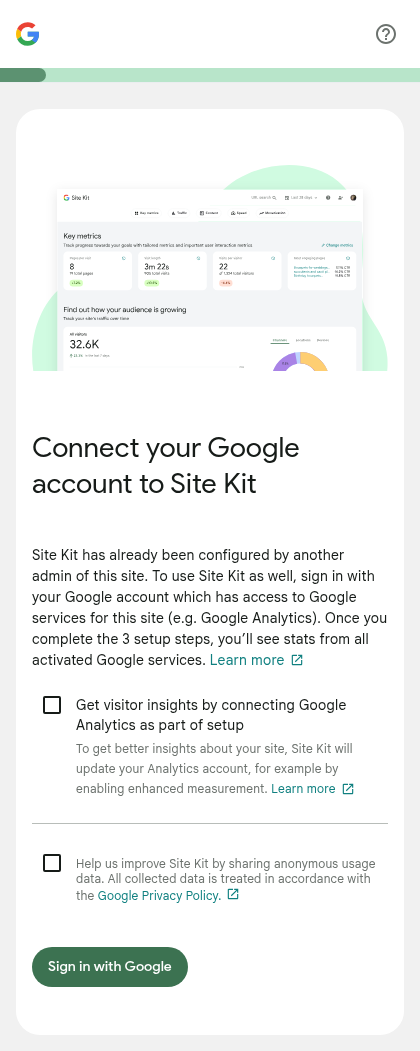 Site Kit
Key metrics
Traffic
Content
Speed
Monetization
Key metrics
Track progress towards your goals with tailored metrics and important user interaction metrics
Change metrics
8
3m 22s
22
Find out how your audience is growing
Track your site's traffic over time
All visitors
32.6K
Connect your Google
account to Site Kit
Site Kit has already been configured by another
admin of this site. To use Site Kit as well, sign in with
your Google account which has access to Google
services for this site (e.g. Google Analytics). Once you
complete the 3 setup steps, you’ll see stats from all
activated Google services. Learn more
Get visitor insights by connecting Google
Analytics as part of setup
To get better insights about your site, Site Kit will
update your Analytics account, for example by
enabling enhanced measurement. Learn more
Help us improve Site Kit by sharing anonymous usage
data. All collected data is treated in accordance with
the Google Privacy Policy.
Sign in with Google